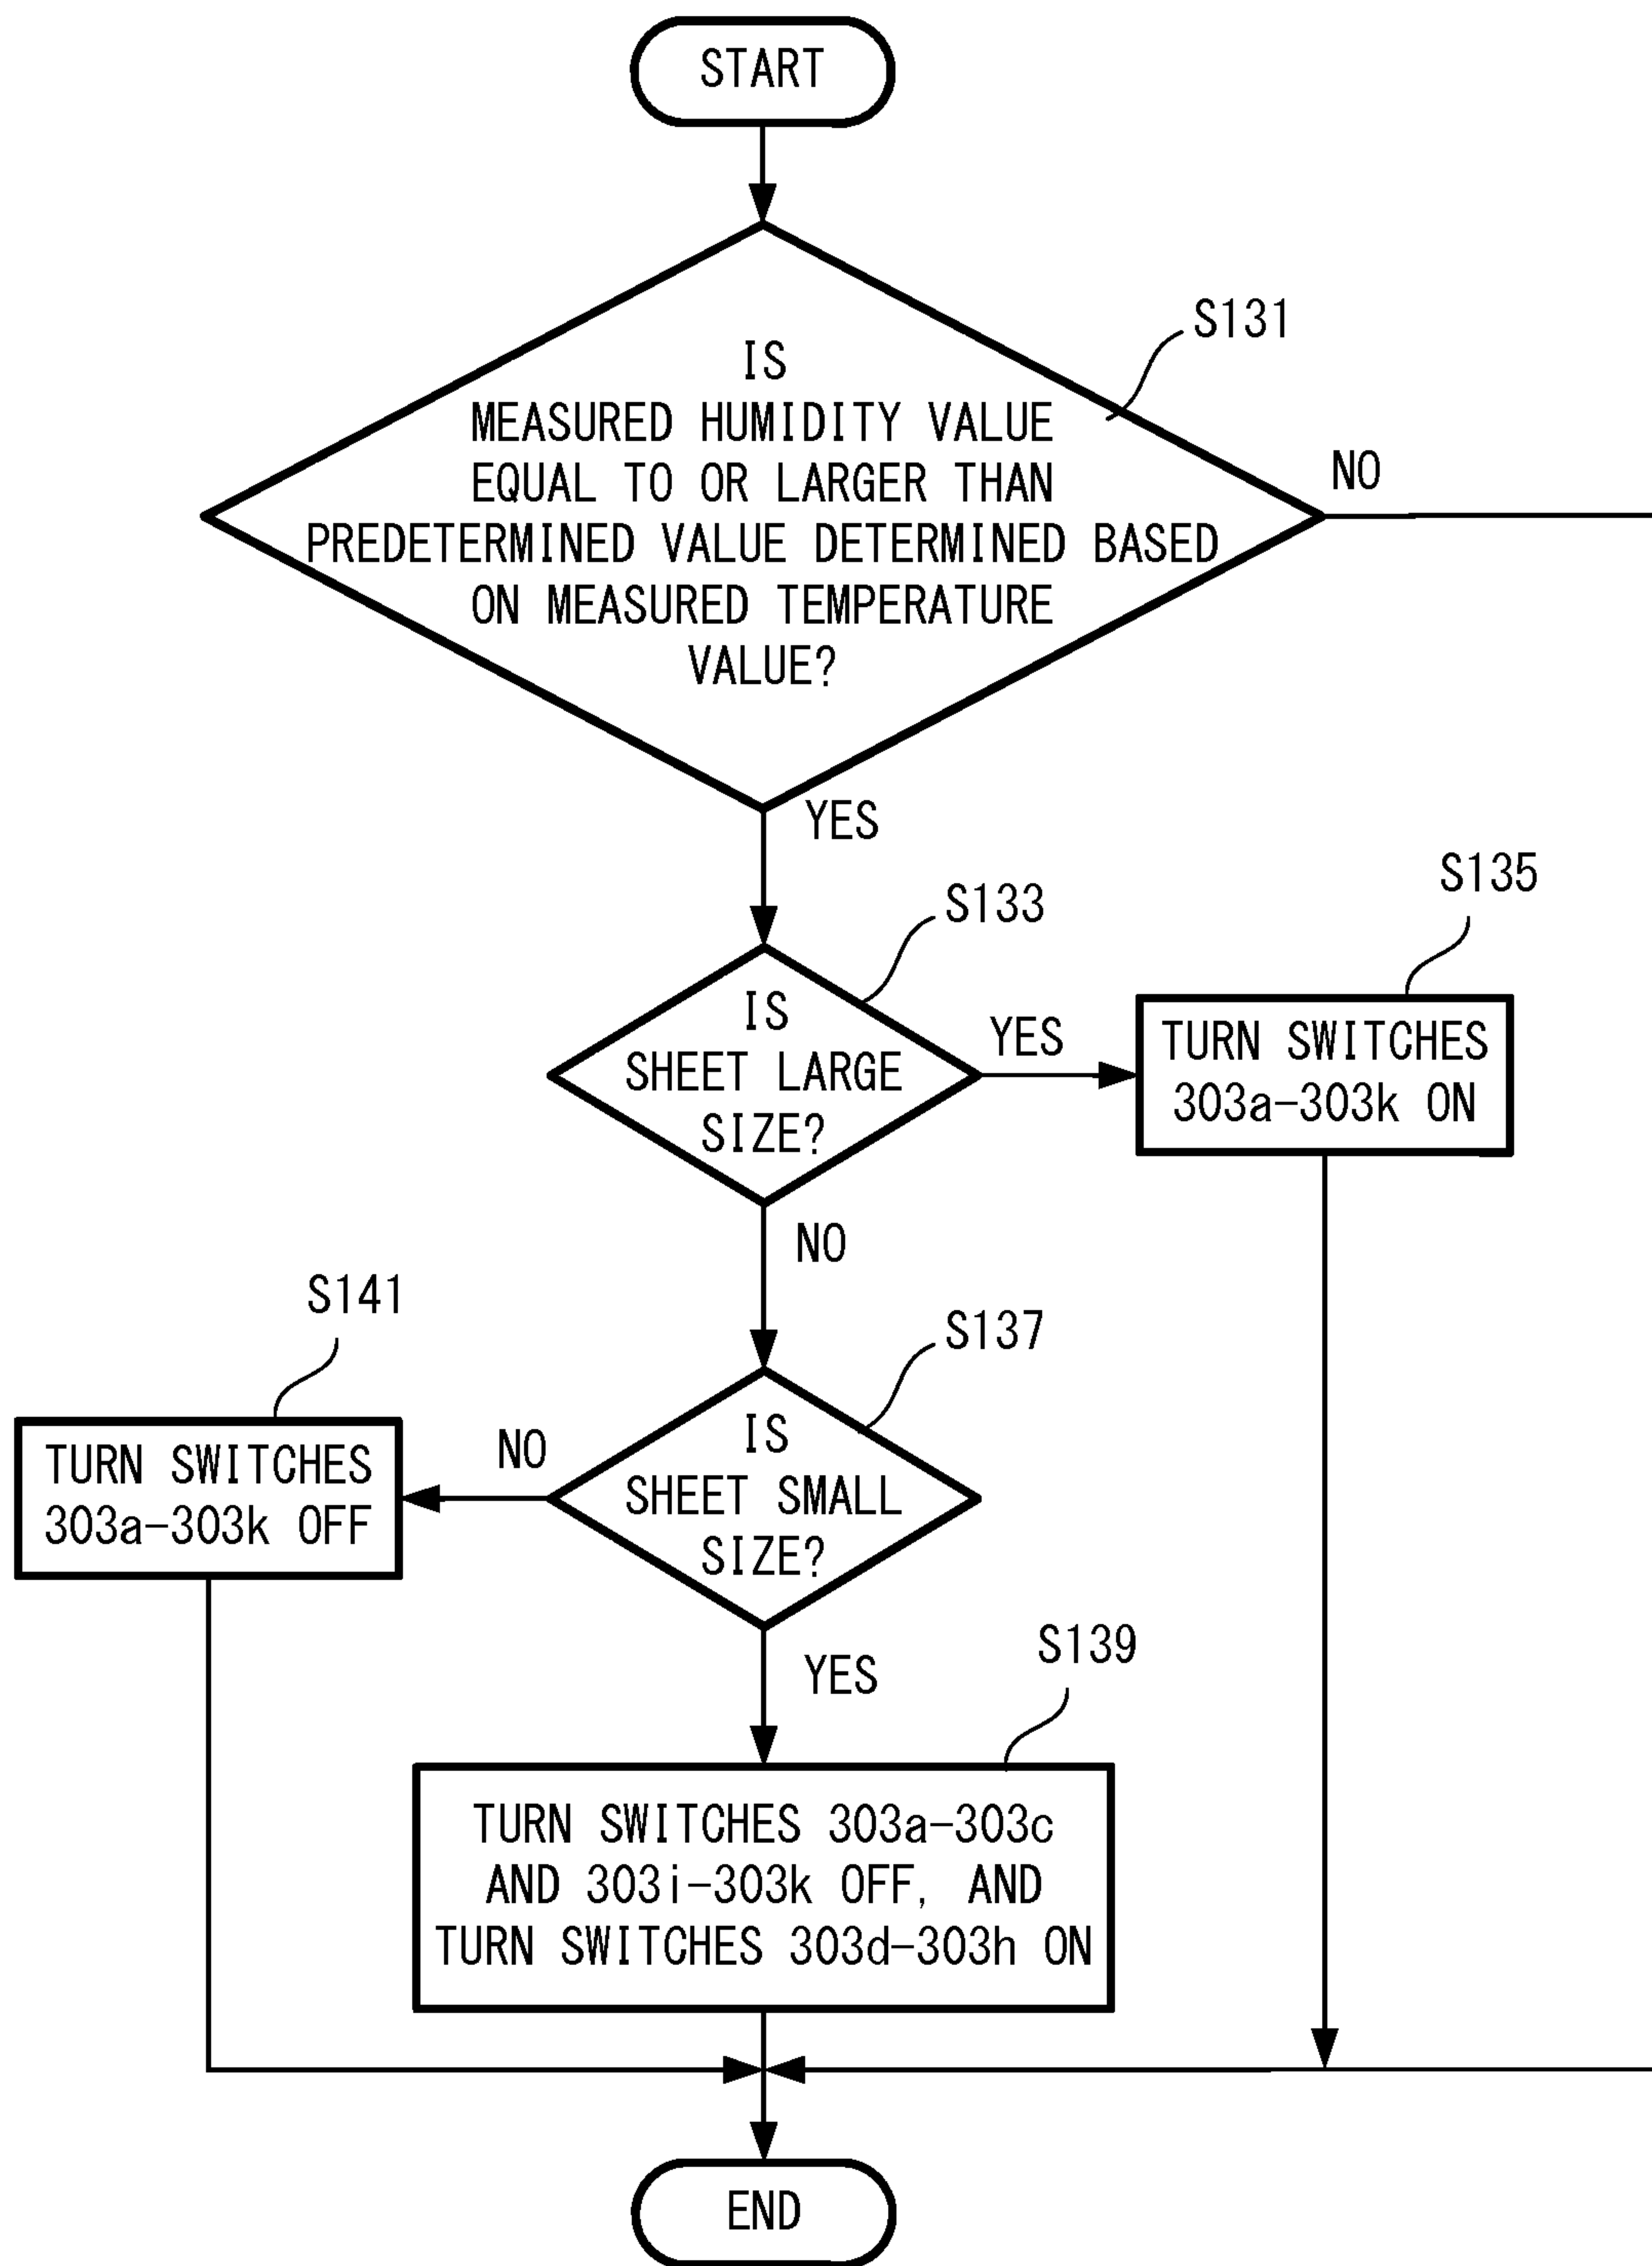 START
S131
IS
MEASURED HUMIDITY VALUE
EQUAL TO OR LARGER THAN
PREDETERMINED VALUE DETERMINED BASED
ON MEASURED TEMPERATURE
VALUE?
NO
YES
S133
S135
IS
SHEET LARGE
SIZE?
YES
TURN SWITCHES
303a-303k ON
NO
S141
S137
TURN SWITCHES
303a-303k OFF
NO
IS
SHEET SMALL
SIZE?
YES
S139
TURN SWITCHES 303a-303c
AND 303i-303k OFF, AND
TURN SWITCHES 303d-303h ON
END